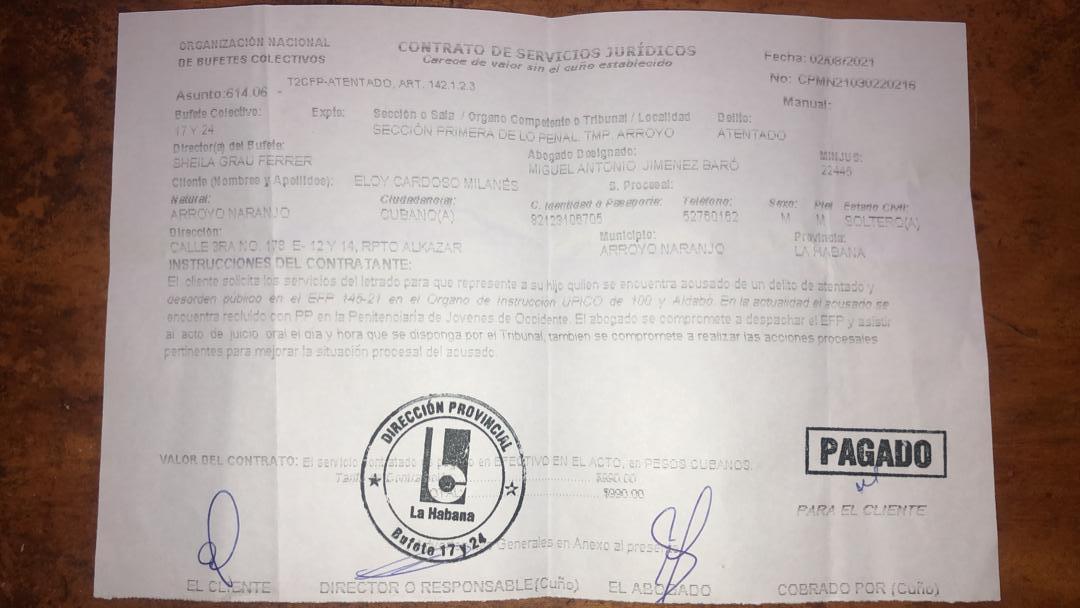 ORGANIZACIÓN NACIONAL
DE BUFETES COLECTIVOS
CONTRATO DE SERVICIOS JURÍDICOS
Carece de valor sin el cuño establecido
Fecha: 02/08/2021
No: CPMN21030220216
T2CFP-ATENTADO, ART. 142.1.2.3
Asunto:614.06 -
Manual:
Bufete Colectivo: Expte: Sección o Sala / Organo Competente o Tribunal / Localidad Delito:
17 Y 24 SECCIÓN PRIMERA DE LO PENAL. TMP. ARROYO ATENTADO
Director(a) del Bufete: Abogado Designado: MINJUS:
SHEILA GRAU FERRER MIGUEL ANTONIO JIMENEZ BARÓ 22445
Cliente (Nombres y Apellidos): ELOY CARDOSO MILANÉS S. Procesal:
Natural: Ciudadanía: C. Identidad o Pasaporte: Teléfono: Sexo: Piel Estado Civil:
ARROYO NARANJO CUBANO(A) 82123108705 52760162 M M SOLTERO(A)
Dirección: Municipio: Provincia:
CALLE 3RA NO. 178 E- 12 Y 14, RPTO ALKAZAR ARROYO NARANJO LA HABANA
INSTRUCCIONES DEL CONTRATANTE:
El cliente solicita los servicios del letrado para que represente a su hijo quien se encuentra acusado de un delito de atentado y
desorden público en el EFP 145-21 en el Organo de Instrucción UPICO de 100 y Aldabó. En la actualidad el acusado se
encuentra recluido con PP en la Penitenciaria de Jovenes de Occidente. El abogado se compromete a despachar el EFP y asistir
al acto de juicio oral el día y hora que se disponga por el Tribunal, tambien se compromete a realizar las acciones procesales
pertinentes para mejorar la situación procesal del acusado.
DIRECCIÓN PROVINCIAL
La Habana
Bufete 17 y 24
PAGADO
VALOR DEL CONTRATO: El servicio contratado en EFECTIVO EN EL ACTO, en PESOS CUBANOS.
$990.00
TOTAL $990.00
PARA EL CLIENTE
Generales en Anexo al
EL CLIENTE DIRECTOR O RESPONSABLE(Cuño) EL ABOGADO COBRADO POR (Cuño)